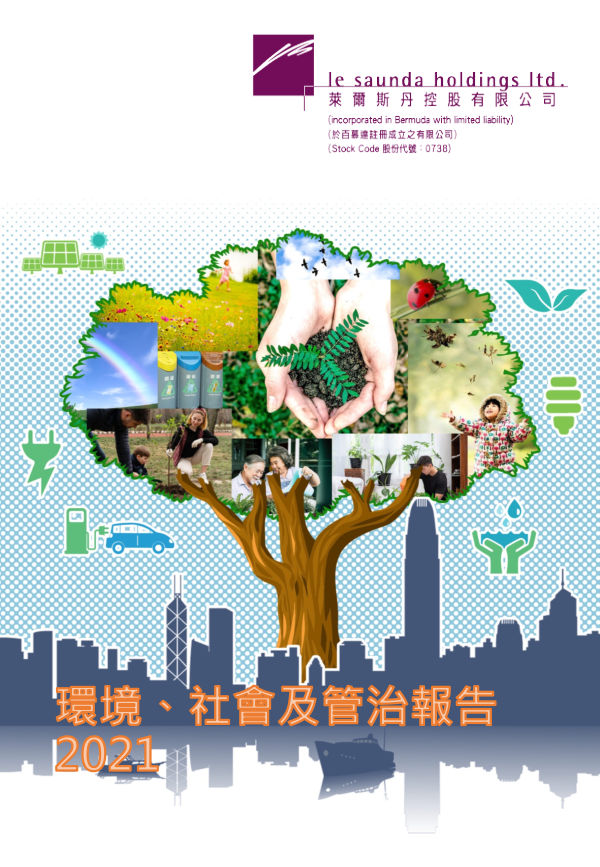 le saunda holdings ltd.
萊爾斯丹控股有限公司
(incorporated in Bermuda with limited liability)
(於百慕達註冊成立之有限公司)
(Stock Code 股份代號：0738)
環境、社會及管治報告
2021